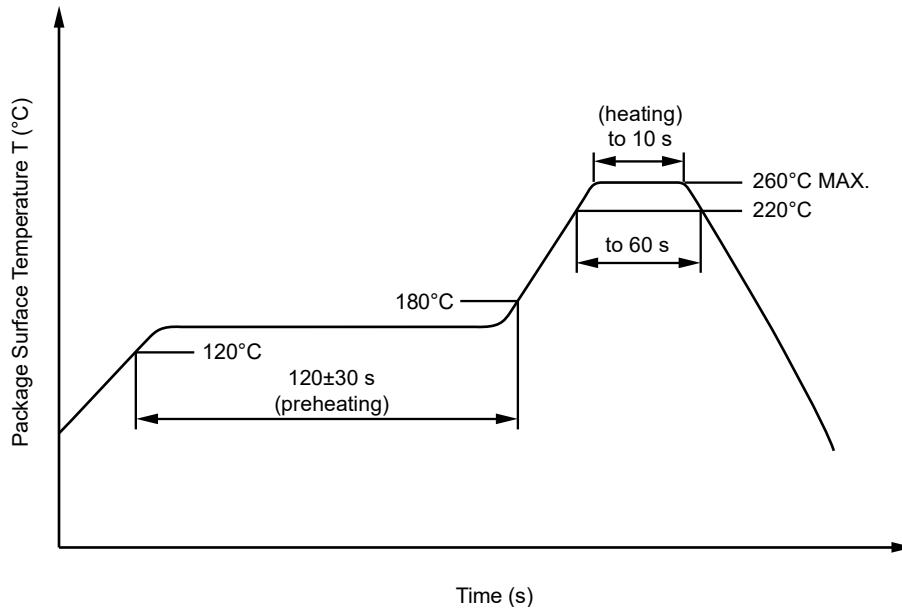 Package Surface Temperature T (°C)
(heating)
to 10 s
260°C MAX.
220°C
to 60 s
180°C
120°C
120±30 s
(preheating)
Time (s)